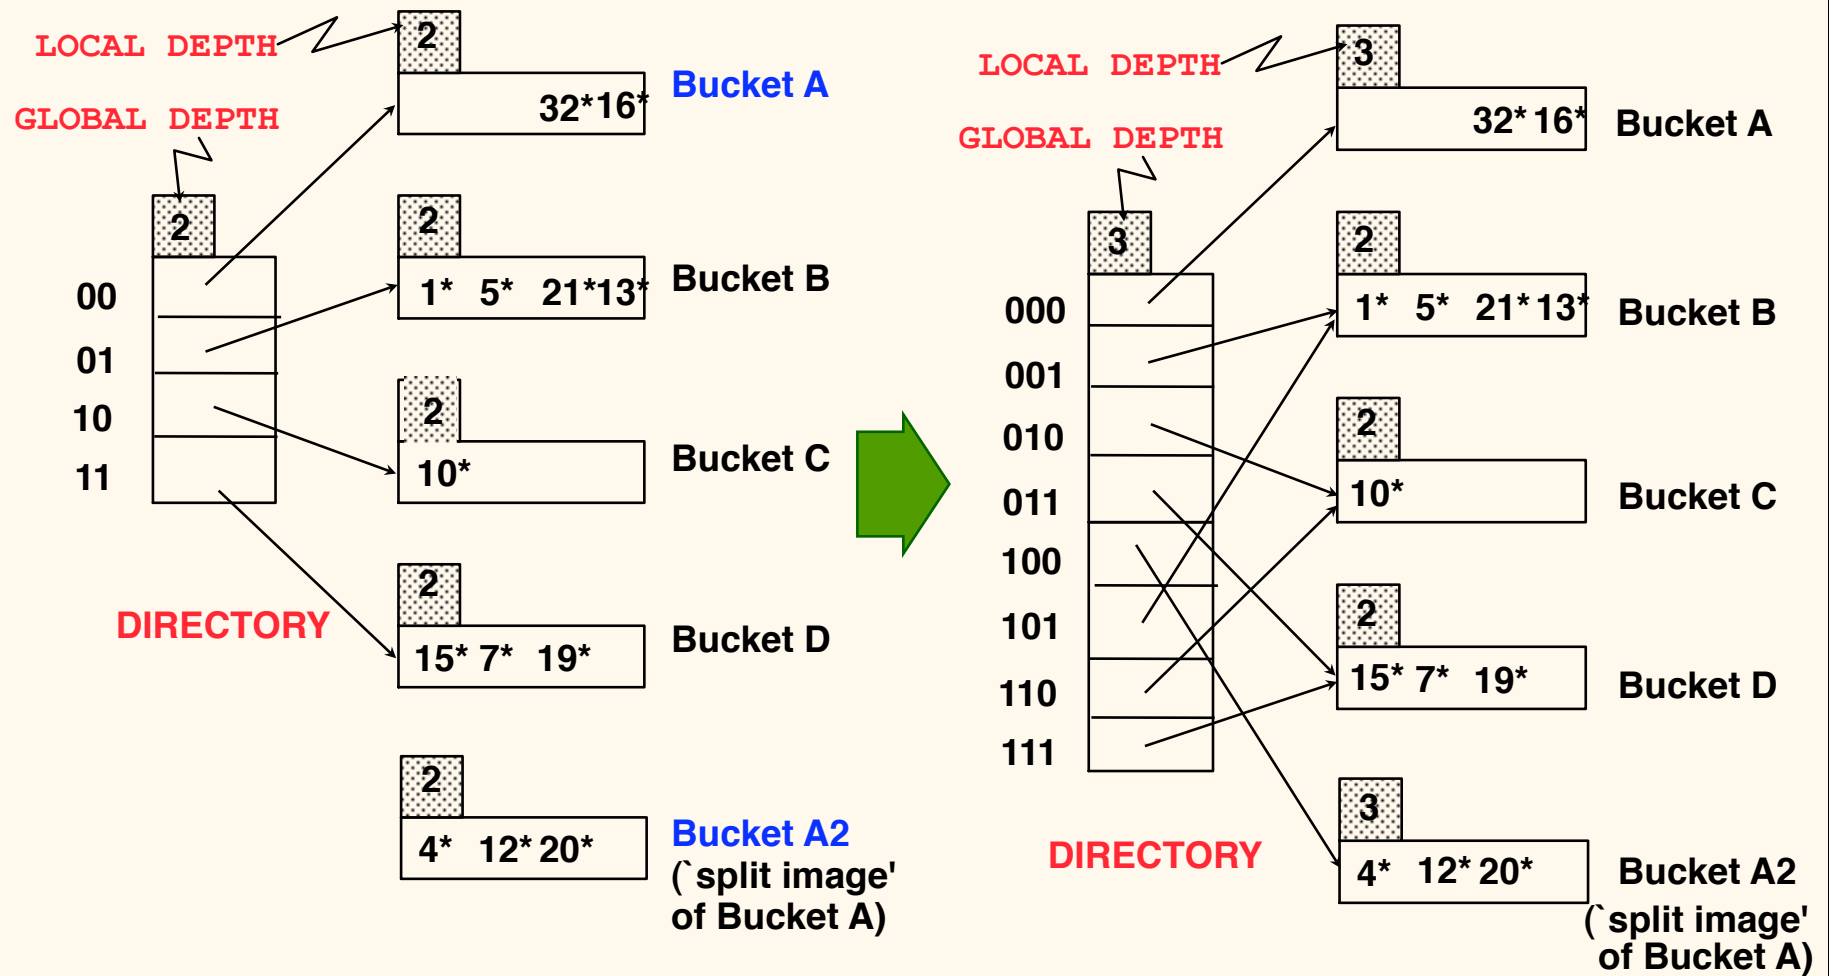 LOCAL DEPTH
2
Bucket A
32* 16*
GLOBAL DEPTH
2
2
Bucket B
1* 5* 21* 13*
00
01
10
11
2
Bucket C
10*
2
Bucket D
15* 7* 19*
DIRECTORY
2
Bucket A2
4* 12* 20*
(`split image'
of Bucket A)
LOCAL DEPTH
3
32* 16*
Bucket A
GLOBAL DEPTH
3
2
1* 5* 21* 13*
Bucket B
000
001
010
011
100
101
110
111
2
10*
Bucket C
2
15* 7* 19*
Bucket D
DIRECTORY
3
4* 12* 20*
Bucket A2
(`split image'
of Bucket A)